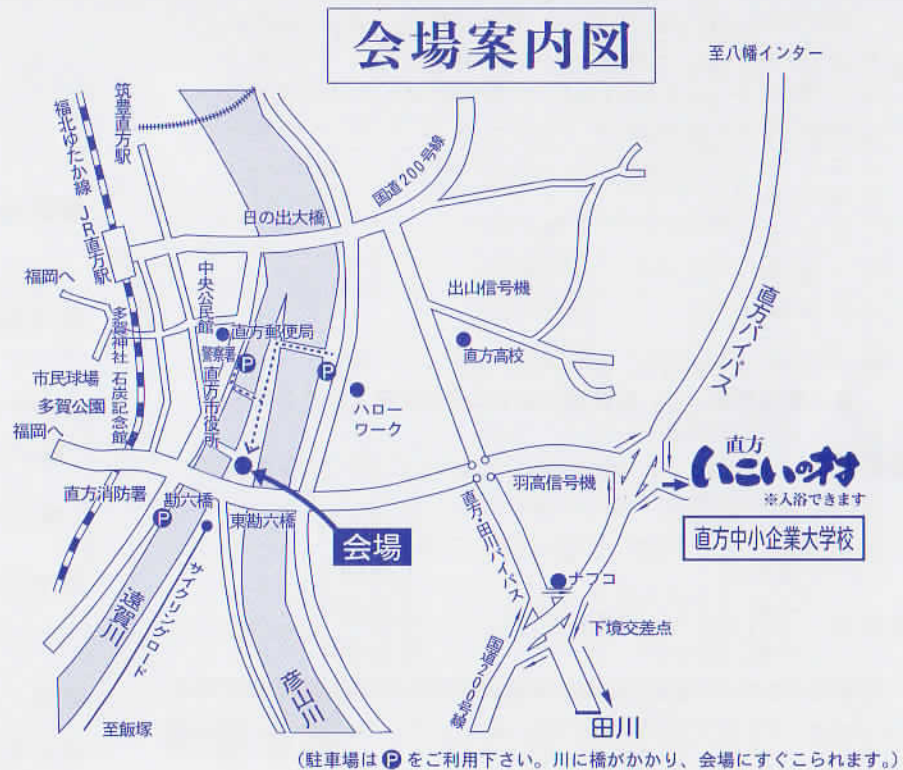 会場案内図
至八幡インター
筑豊直方駅
福北ゆたか線
JR直方駅
国道200号線
日の出大橋
福岡へ
中央公民館
出山信号機
多賀神社
直方郵便局
警察署
P
P
直方高校
直方バイパス
市民球場
石炭記念館
直方市役所
多賀公園
ハロー
ワーク
福岡へ
直方
いこいの村
※入浴できます
直方消防署
勘六橋
P
東勘六橋
会場
羽高信号機
直方・田川バイパス
直方中小企業大学校
サイクリングロード
ナフコ
遠賀川
下境交差点
国道200号線
彦山川
至飯塚
田川
(駐車場は P をご利用下さい。川に橋がかかり、会場にすぐこられます。)